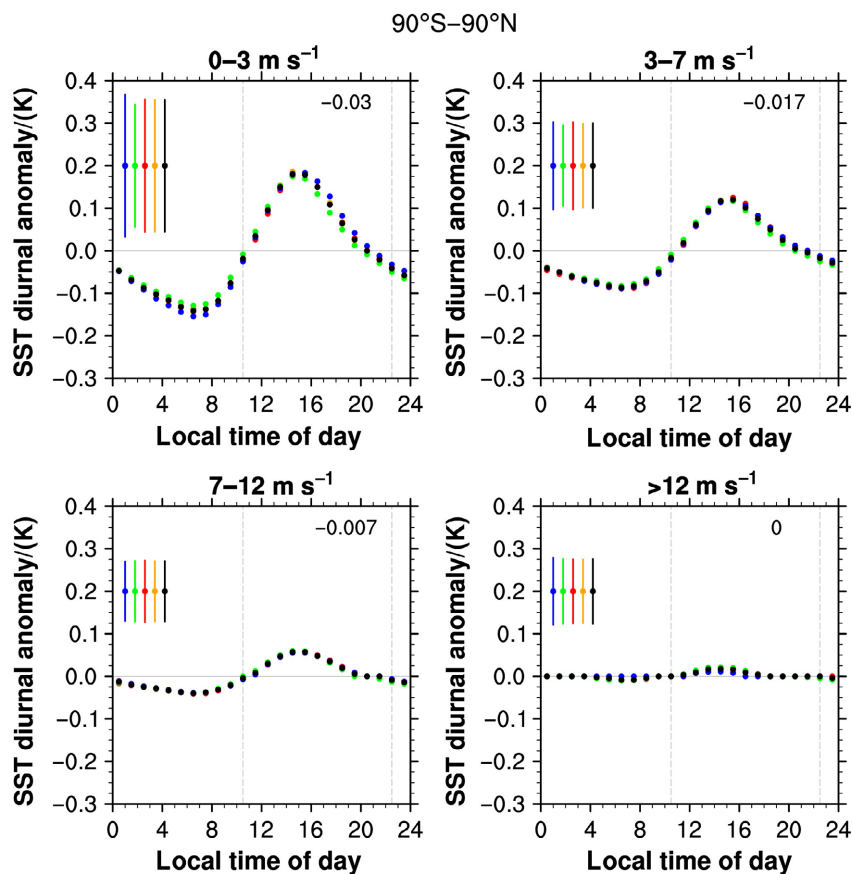 90°S–90°N
0–3 m s⁻¹
3–7 m s⁻¹
SST diurnal anomaly/(K)
0.4
0.3
0.2
0.1
0.0
−0.1
−0.2
−0.3
−0.03
0 4 8 12 16 20 24
Local time of day
SST diurnal anomaly/(K)
0.4
0.3
0.2
0.1
0.0
−0.1
−0.2
−0.3
−0.017
0 4 8 12 16 20 24
Local time of day
7–12 m s⁻¹
>12 m s⁻¹
SST diurnal anomaly/(K)
0.4
0.3
0.2
0.1
0.0
−0.1
−0.2
−0.3
−0.007
0 4 8 12 16 20 24
Local time of day
SST diurnal anomaly/(K)
0.4
0.3
0.2
0.1
0.0
−0.1
−0.2
−0.3
0
0 4 8 12 16 20 24
Local time of day